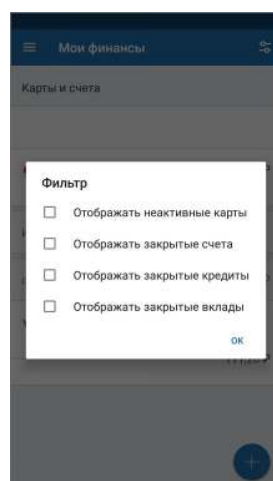 Мои финансы
Карты и счета
Фильтр
Отображать неактивные карты
Отображать закрытые счета
Отображать закрытые кредиты
Отображать закрытые вклады
ОК